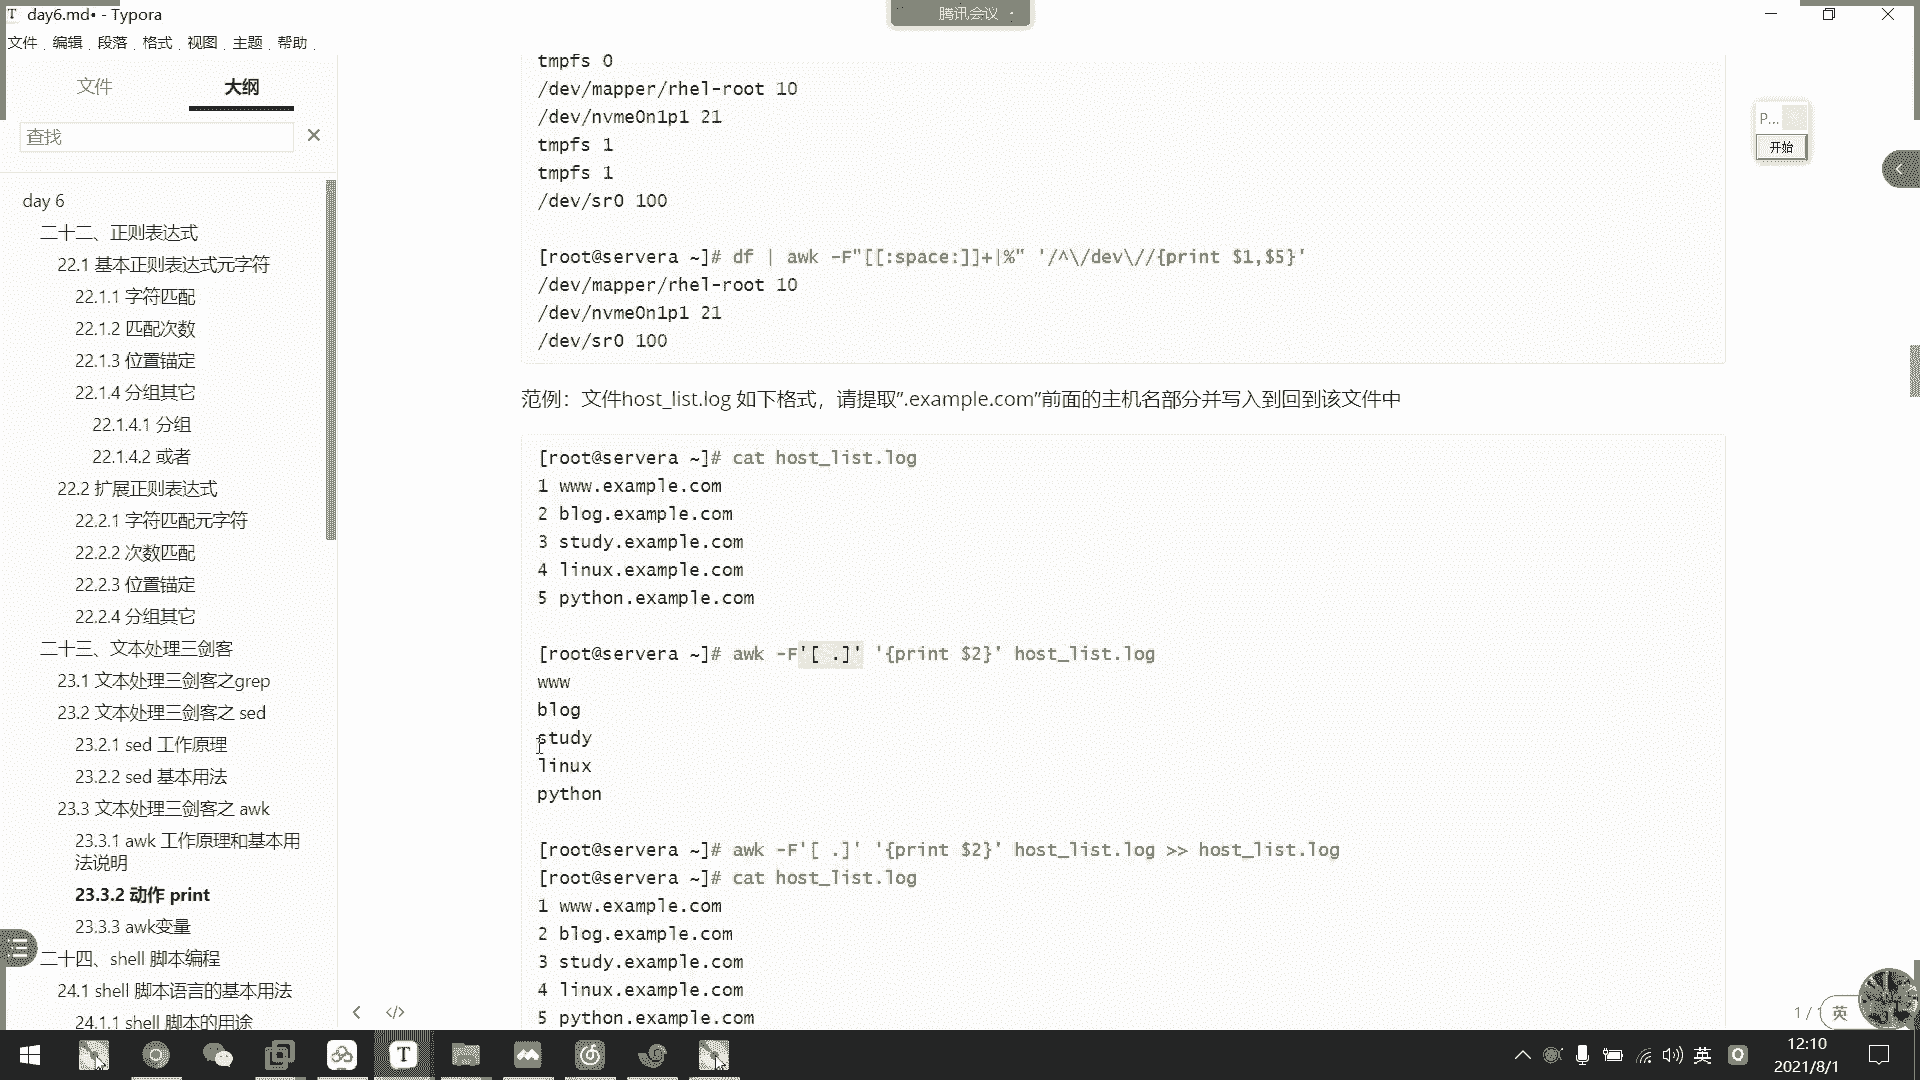 day6.md• - Typora
腾讯会议
文件 编辑 段落 格式 视图 主题 帮助
文件 大纲
查找
day 6
二十二、正则表达式
22.1 基本正则表达式元字符
22.1.1 字符匹配
22.1.2 匹配次数
22.1.3 位置锚定
22.1.4 分组其它
22.1.4.1 分组
22.1.4.2 或者
22.2 扩展正则表达式
22.2.1 字符匹配元字符
22.2.2 次数匹配
22.2.3 位置锚定
22.2.4 分组其它
二十三、文本处理三剑客
23.1 文本处理三剑客之grep
23.2 文本处理三剑客之 sed
23.2.1 sed 工作原理
23.2.2 sed 基本用法
23.3 文本处理三剑客之 awk
23.3.1 awk 工作原理和基本用
法说明
23.3.2 动作 print
23.3.3 awk变量
二十四、shell 脚本编程
24.1 shell 脚本语言的基本用法
24.1.1 shell 脚本的用途
tmpfs 0
/dev/mapper/rhel-root 10
/dev/nvme0n1p1 21
tmpfs 1
tmpfs 1
/dev/sr0 100
[root@servera ~]# df | awk -F"[[:space:]]+|%" '/^\/dev\//{print $1,$5}'
/dev/mapper/rhel-root 10
/dev/nvme0n1p1 21
/dev/sr0 100
范例：文件host_list.log 如下格式，请提取”.example.com”前面的主机名部分并写入到回到该文件中
[root@servera ~]# cat host_list.log
1 www.example.com
2 blog.example.com
3 study.example.com
4 linux.example.com
5 python.example.com
[root@servera ~]# awk -F'[ .]' '{print $2}' host_list.log
www
blog
study
linux
python
[root@servera ~]# awk -F'[ .]' '{print $2}' host_list.log >> host_list.log
[root@servera ~]# cat host_list.log
1 www.example.com
2 blog.example.com
3 study.example.com
4 linux.example.com
5 python.example.com
P...
开始
1 /
英
英
12:10
2021/8/1